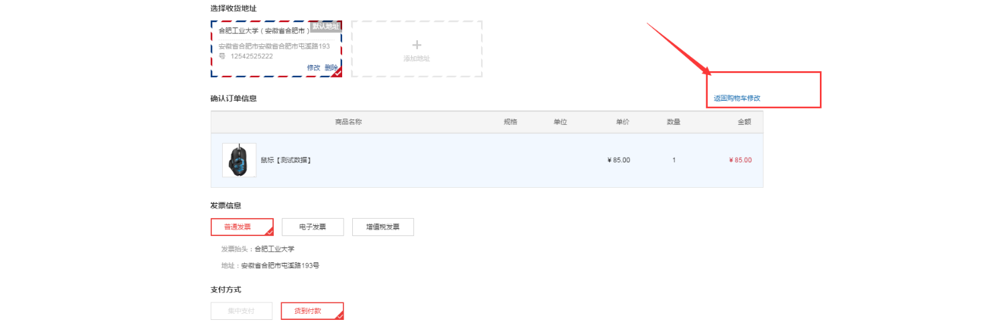 选择收货地址
合肥工业大学（安徽省合肥市）
默认地址
安徽省合肥市安徽省合肥市屯溪路193
号 12542525222
修改 删除
添加地址
确认订单信息
返回购物车修改
商品名称 规格 单位 单价 数量 金额
鼠标【测试数据】 ¥ 85.00 1 ¥ 85.00
发票信息
普通发票 电子发票 增值税发票
发票抬头：合肥工业大学
地址：安徽省合肥市屯溪路193号
支付方式
集中支付 货到付款